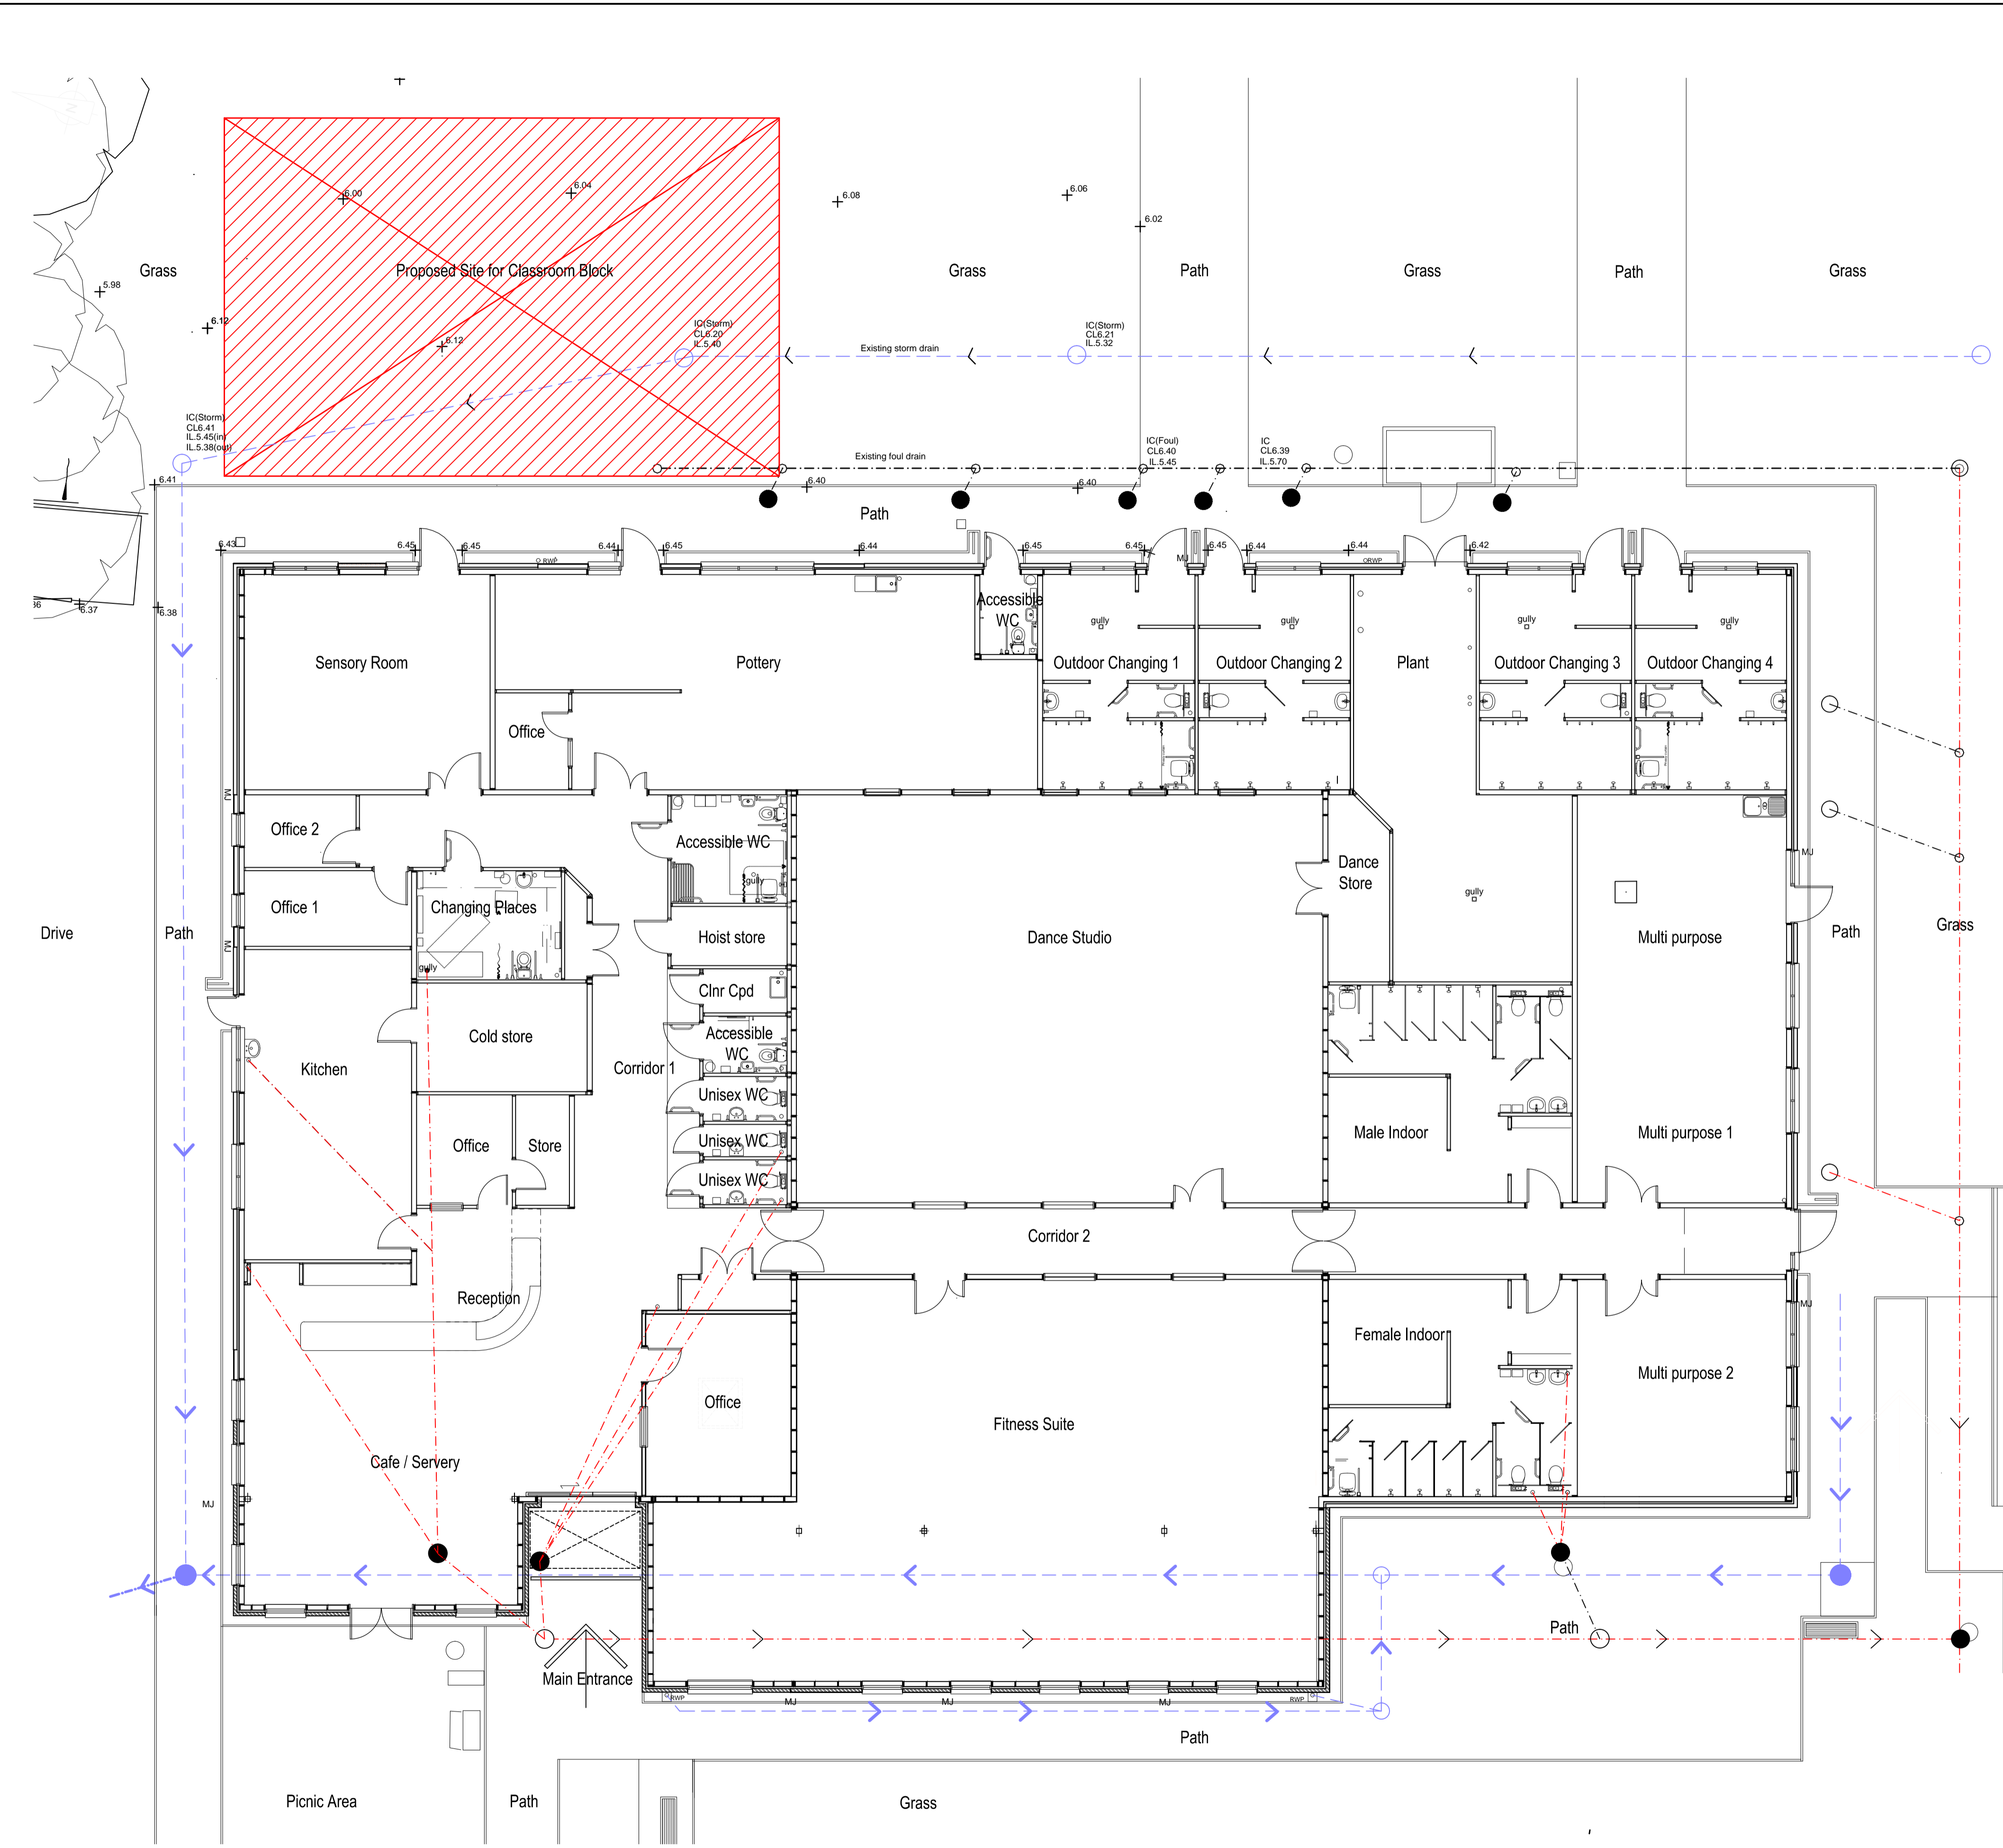 6.00
6.04
6.08
6.06
6.02
Grass
Proposed Site for Classroom Block
Grass
Path
Grass
Path
Grass
5.98
6.12
6.12
IC(Storm)
CL6.20
IL.5.40
Existing storm drain
IC(Storm)
CL6.21
IL.5.32
IC(Storm)
CL6.41
IL.5.45(in)
IL.5.38(out)
Existing foul drain
IC(Foul)
CL6.40
IL.5.45
IC
CL6.39
IL.5.70
6.41
6.40
6.40
Path
6.43
6.45
6.45
RWP
6.44
6.45
6.44
6.45
6.45
MJ
6.45
6.44
6.44
RWP
6.42
36
6.37
6.38
Accessible
WC
gully
gully
gully
gully
Sensory Room
Pottery
Outdoor Changing 1
Outdoor Changing 2
Plant
Outdoor Changing 3
Outdoor Changing 4
Office
MJ
Office 2
Accessible WC
gully
Dance
Store
gully
MJ
Office 1
Changing Places
gully
Drive
Path
MJ
Hoist store
Dance Studio
Multi purpose
Path
Grass
Clnr Cpd
Cold store
Accessible
WC
Kitchen
Corridor 1
Unisex WC
Office
Store
Unisex WC
Male Indoor
Multi purpose 1
Unisex WC
Corridor 2
Reception
MJ
Female Indoor
Multi purpose 2
Office
Fitness Suite
Cafe / Servery
MJ
Path
Main Entrance
RWP
MJ
MJ
MJ
RWP
Path
Picnic Area
Path
Grass